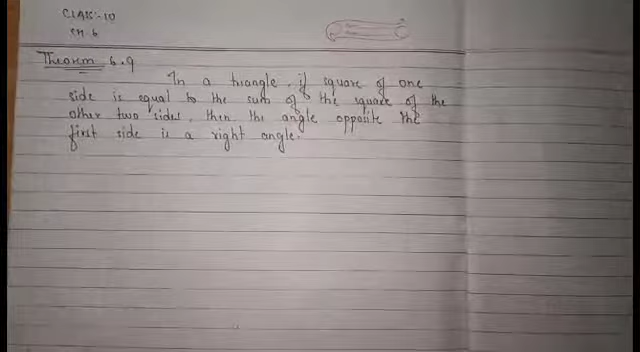 CLASS:-10
CH-6
Theorem 6.9
In a triangle, if square of one
side is equal to the sum of the square of the
other two sides, then the angle opposite the
first side is a right angle.